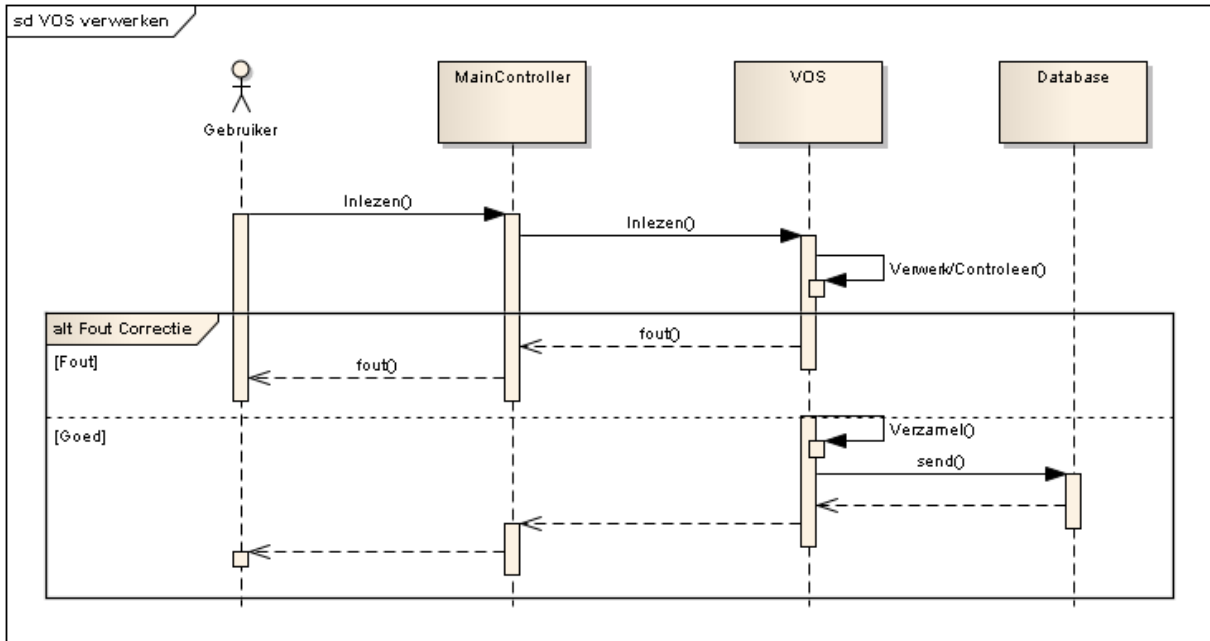 sd VOS verwerken
Gebruiker
MainController
VOS
Database
Inlezen()
Inlezen()
Verwerk/Controleer()
alt Fout Correctie
[Fout]
fout()
fout()
[Goed]
Verzamel()
send()